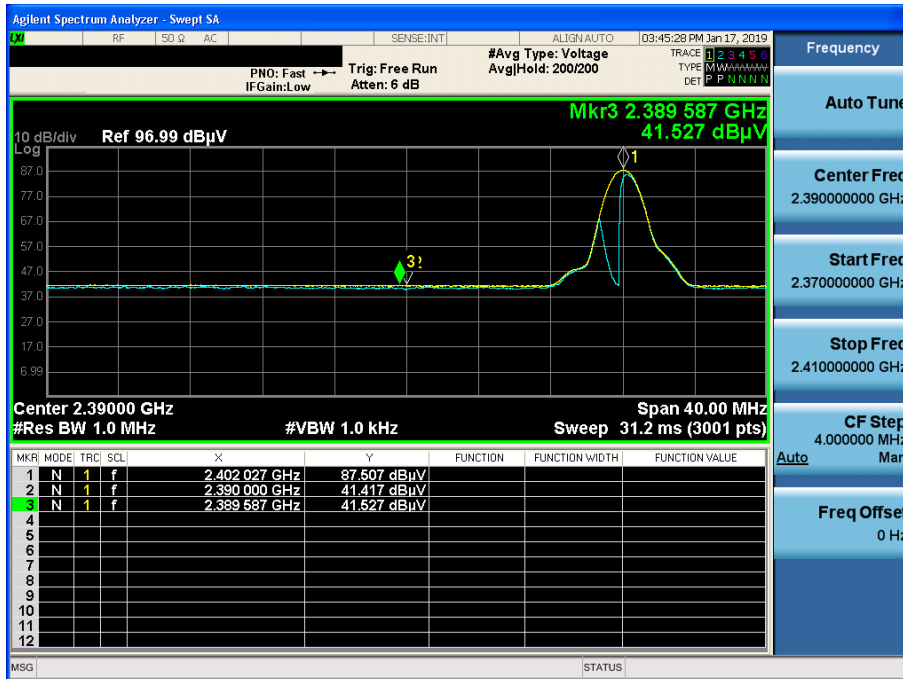 Agilent Spectrum Analyzer - Swept SA
LXI RF 50 Ω AC SENSE:INT ALIGN AUTO 03:45:28 PM Jan 17, 2019
PNO: Fast
IFGain:Low
Trig: Free Run
Atten: 6 dB
#Avg Type: Voltage
Avg|Hold: 200/200
TRACE 1 2 3 4 5 6
TYPE M W W W W W
DET P P N N N N
Mkr3 2.389 587 GHz
41.527 dBµV
10 dB/div Ref 96.99 dBµV
Log
87.0
77.0
67.0
57.0
47.0
37.0
27.0
17.0
6.99
1
3
Center 2.39000 GHz Span 40.00 MHz
#Res BW 1.0 MHz #VBW 1.0 kHz Sweep 31.2 ms (3001 pts)
MKR MODE TRC SCL X Y FUNCTION FUNCTION WIDTH FUNCTION VALUE
1 N 1 f 2.402 027 GHz 87.507 dBµV
2 N 1 f 2.390 000 GHz 41.417 dBµV
3 N 1 f 2.389 587 GHz 41.527 dBµV
4
5
6
7
8
9
10
11
12
MSG STATUS
Frequency
Auto Tune
Center Freq
2.390000000 GHz
Start Freq
2.370000000 GHz
Stop Freq
2.410000000 GHz
CF Step
4.000000 MHz
Auto Man
Freq Offset
0 Hz